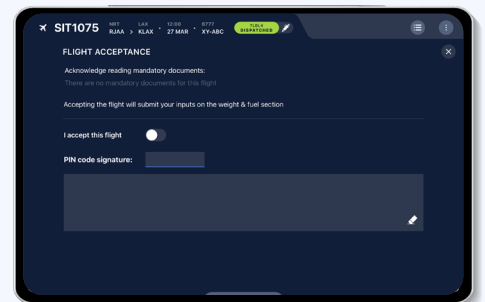 SIT1075
NRT LAX 12:00 B777 TLBL4
RJAA > KLAX • 27 MAR • XY-ABC DISPATCHED
FLIGHT ACCEPTANCE
Acknowledge reading mandatory documents:
There are no mandatory documents for this flight
Accepting the flight will submit your inputs on the weight & fuel section
I accept this flight
PIN code signature: